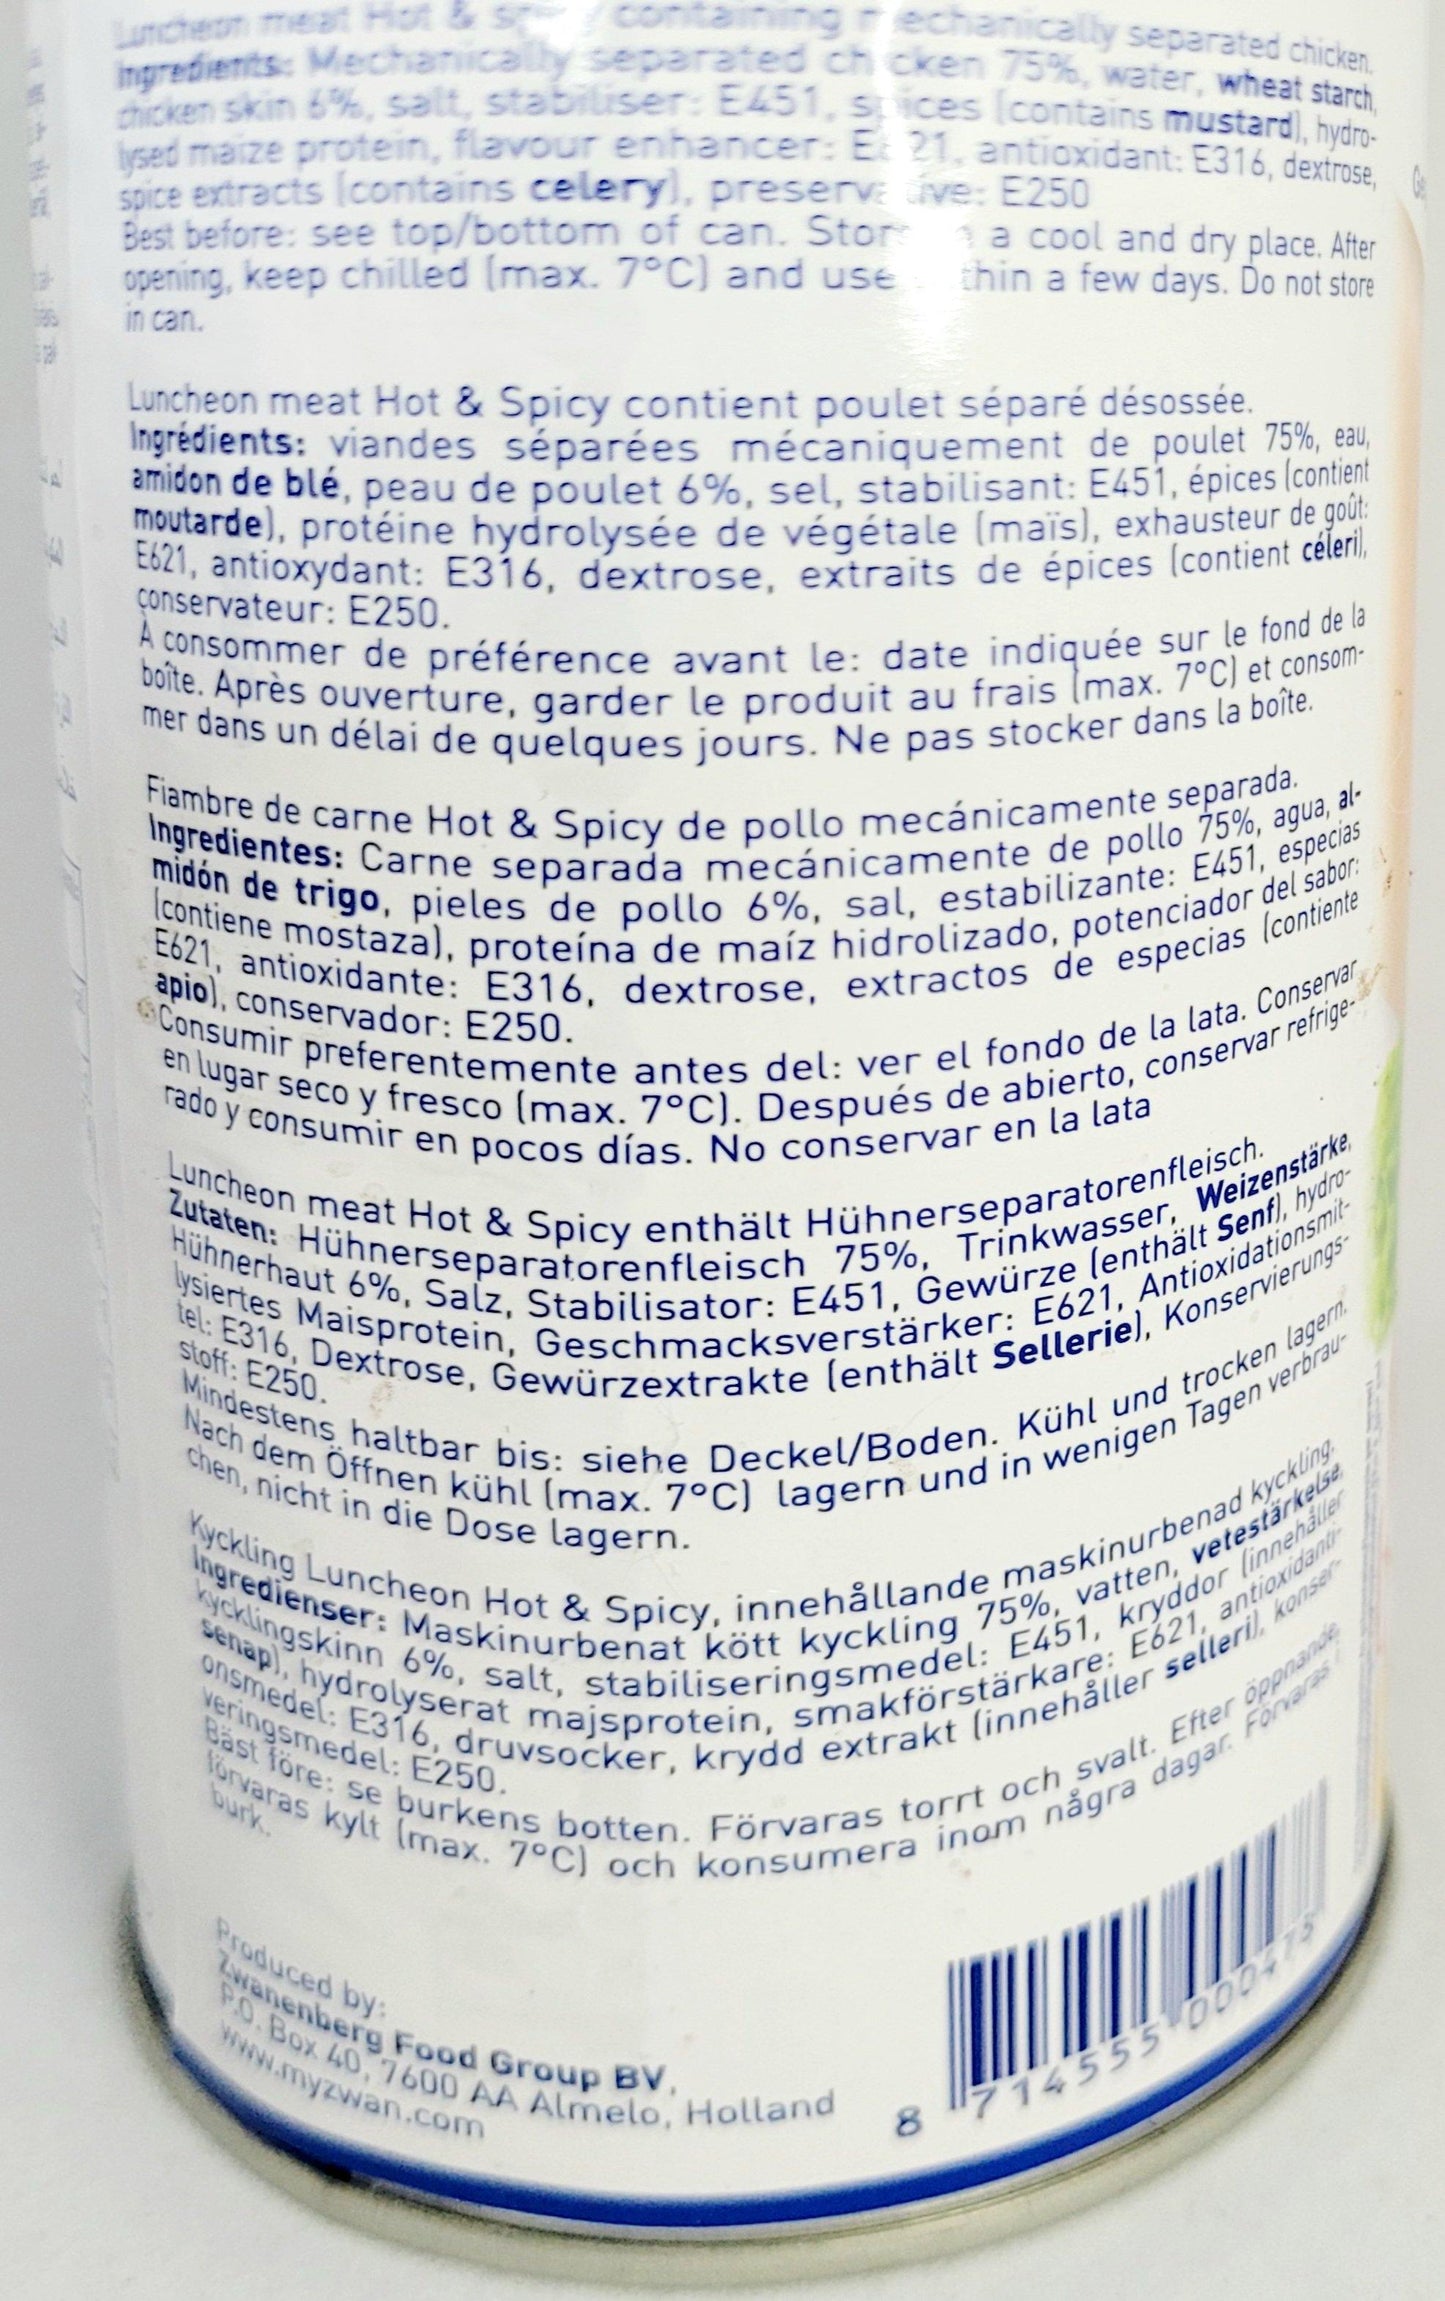 Luncheon meat Hot & containing mechanically separated chicken.
Ingredients: Mechanically separated chicken 75%, water, wheat starch,
chicken skin 6%, salt, stabiliser: E451, spices (contains mustard), hydro-
lysed maize protein, flavour enhancer: E621, antioxidant: E316, dextrose,
spice extracts (contains celery), preservative: E250
Best before: see top/bottom of can. a cool and dry place. After
opening, keep chilled (max. 7°C) and use within a few days. Do not store
in can.
Luncheon meat Hot & Spicy contient poulet séparé désossée.
Ingrédients: viandes séparées mécaniquement de poulet 75%, eau,
amidon de blé, peau de poulet 6%, sel, stabilisant: E451, épices (contient
moutarde), protéine hydrolysée de végétale (maïs), exhausteur de goût:
E621, antioxydant: E316, dextrose, extraits de épices (contient céleri),
conservateur: E250.
À consommer de préférence avant le: date indiquée sur le fond de la
boîte. Après ouverture, garder le produit au frais (max. 7°C) et consom-
mer dans un délai de quelques jours. Ne pas stocker dans la boîte.
Fiambre de carne Hot & Spicy de pollo mecánicamente separada.
Ingredientes: Carne separada mecánicamente de pollo 75%, agua, al-
midón de trigo, pieles de pollo 6%, sal, estabilizante: E451, especias
(contiene mostaza), proteína de maíz hidrolizado, potenciador del sabor:
E621, antioxidante: E316, dextrose, extractos de especias (contiente
apio), conservador: E250.
Consumir preferentemente antes del: ver el fondo de la lata. Conservar
en lugar seco y fresco (max. 7°C). Después de abierto, conservar refrige-
rado y consumir en pocos días. No conservar en la lata
Luncheon meat Hot & Spicy enthält Hühnerseparatorenfleisch.
Zutaten: Hühnerseparatorenfleisch 75%, Trinkwasser, Weizenstärke,
Hühnerhaut 6%, Salz, Stabilisator: E451, Gewürze (enthält Senf), hydro-
lysiertes Maisprotein, Geschmacksverstärker: E621, Antioxidationsmit-
tel: E316, Dextrose, Gewürzextrakte (enthält Sellerie), Konservierungs-
stoff: E250.
Mindestens haltbar bis: siehe Deckel/Boden. Kühl und trocken lagern.
Nach dem Öffnen kühl (max. 7°C) lagern und in wenigen Tagen verbrau-
chen, nicht in die Dose lagern.
Kyckling Luncheon Hot & Spicy, innehållande maskinurbenad kyckling.
Ingredienser: Maskinurbenat kött kyckling 75%, vatten, vetestärkelse,
kycklingskinn 6%, salt, stabiliseringsmedel: E451, kryddor (innehåller
senap), hydrolyserat majsprotein, smakförstärkare: E621, antioxidanti-
onsmedel: E316, druvsocker, krydd extrakt (innehåller selleri), konser-
veringsmedel: E250.
Bäst före: se burkens botten. Förvaras torrt och svalt. Efter öppnande,
förvaras kylt (max. 7°C) och konsumera inom några dagar. Förvaras
burk.
Produced by:
Zwanenberg Food Group BV,
P.O. Box 40, 7600 AA Almelo, Holland
www.myzwan.com
8 714555 000475